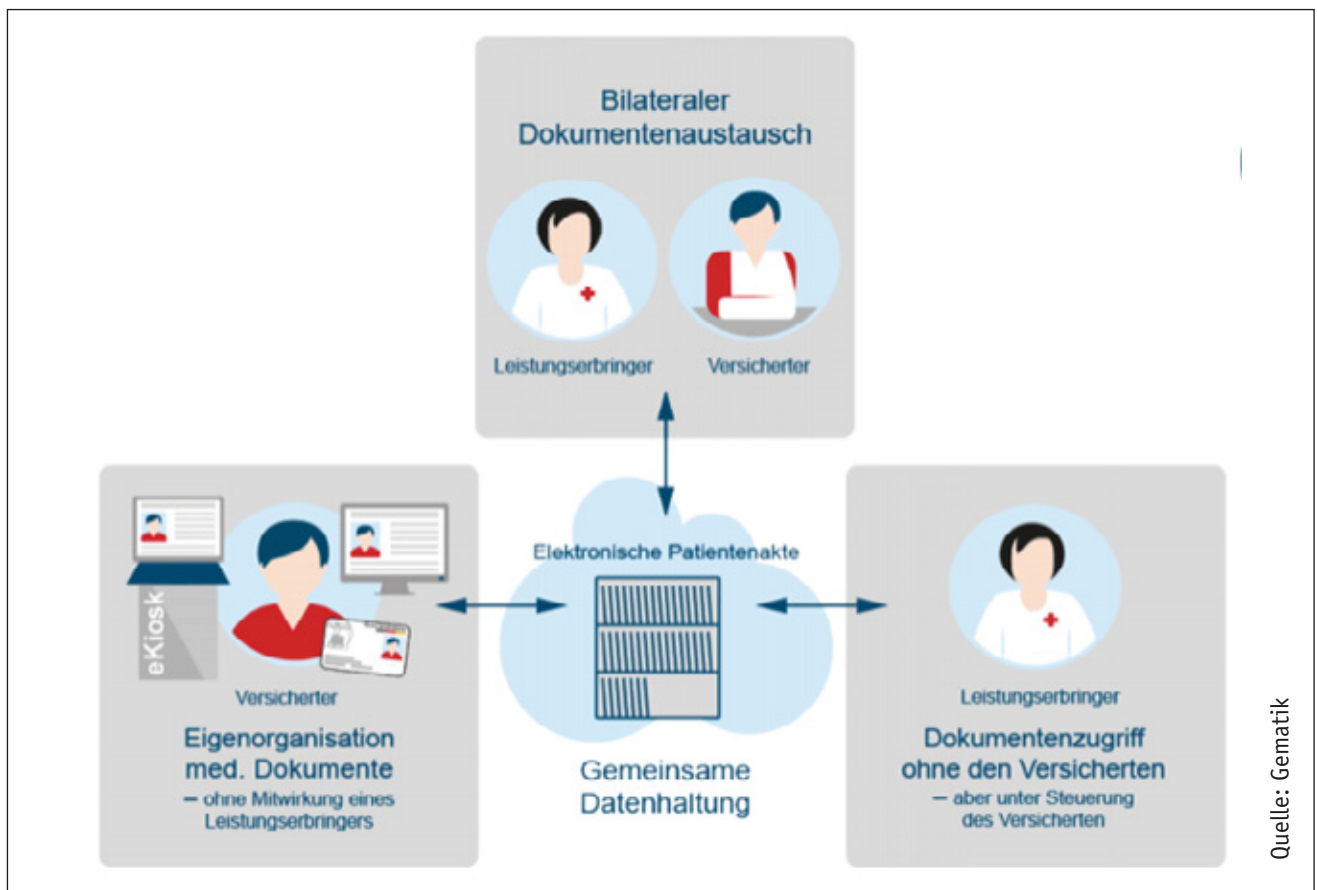 Bilateraler
Dokumentenaustausch
Leistungserbringer
Versicherter
Elektronische Patientenakte
Gemeinsame
Datenhaltung
eKiosk
Versicherter
Eigenorganisation
med. Dokumente
– ohne Mitwirkung eines
Leistungserbringers
Leistungserbringer
Dokumentenzugriff
ohne den Versicherten
– aber unter Steuerung
des Versicherten
Quelle: Gematik